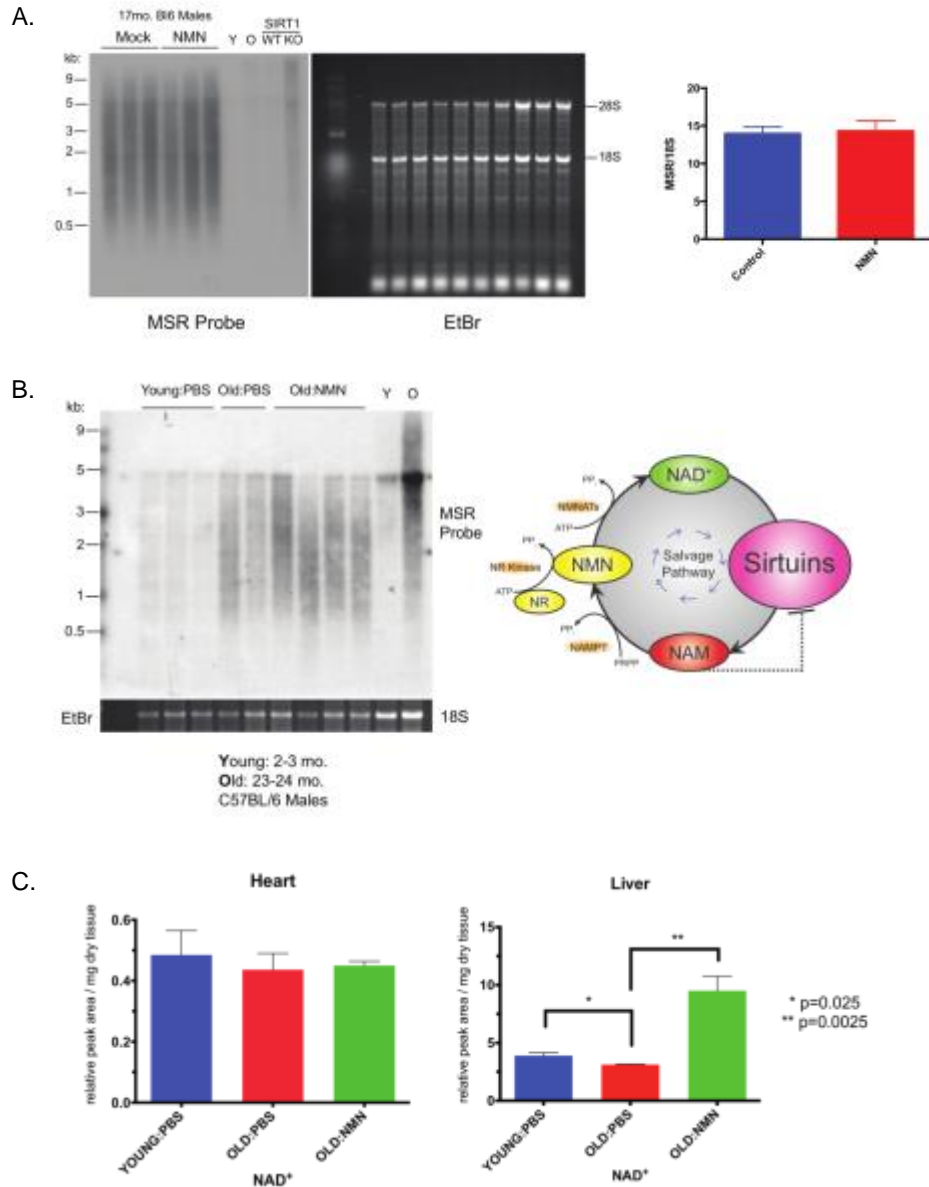 A.
17mo. Bl6 Males
Mock NMN Y O SIRT1
WT KO
kb:
9
5
3
2
1
0.5
28S
18S
MSR Probe
EtBr
MSR/18S
20
15
10
5
0
Control
NMN
B.
Young:PBS Old:PBS Old:NMN Y O
kb:
9
5
3
2
1
0.5
MSR
Probe
EtBr
18S
Young: 2-3 mo.
Old: 23-24 mo.
C57BL/6 Males
NAD+
PP
NMNATs
ATP
PP
NMN
NR Kinase
ATP
NR
PP
NAMPT
PRPP
NAM
Salvage
Pathway
Sirtuins
C.
Heart
relative peak area / mg dry tissue
0.6
0.4
0.2
0.0
YOUNG:PBS
OLD:PBS
OLD:NMN
NAD+
Liver
relative peak area / mg dry tissue
15
10
5
0
*
**
YOUNG:PBS
OLD:PBS
OLD:NMN
NAD+
* p=0.025
** p=0.0025